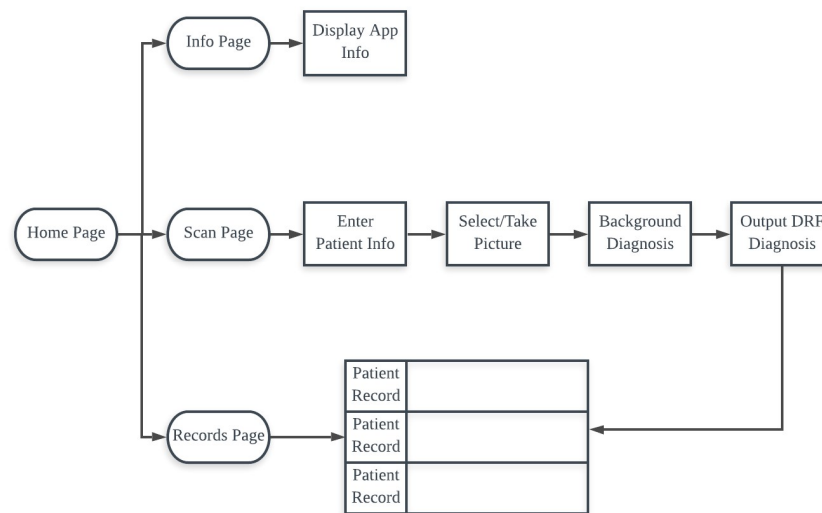 Info Page
Display App
Info
Home Page
Scan Page
Enter
Patient Info
Select/Take
Picture
Background
Diagnosis
Output DRF
Diagnosis
Records Page
Patient
Record
Patient
Record
Patient
Record